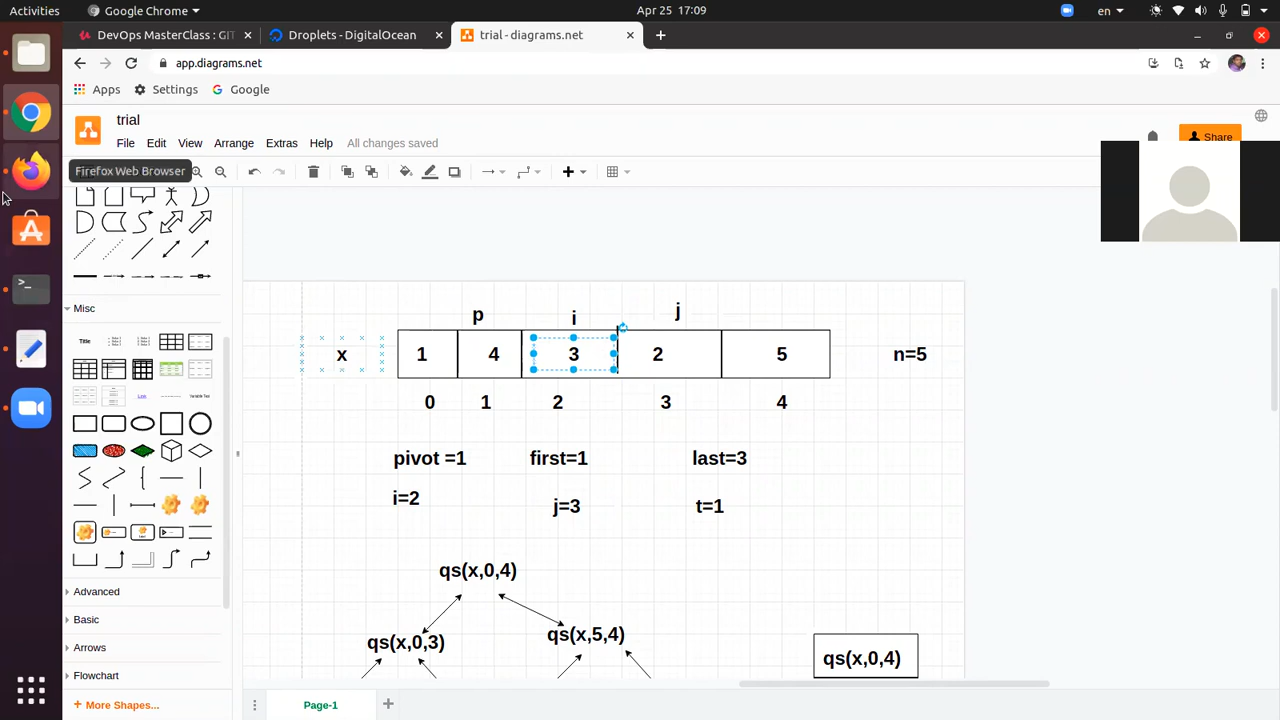 Activities
Google Chrome
Apr 25 17:09
en
DevOps MasterClass : GIT
Droplets - DigitalOcean
trial - diagrams.net
app.diagrams.net
Apps
Settings
Google
trial
File Edit View Arrange Extras Help All changes saved
Share
Firefox Web Browser
Misc
p i j
x 1 4 3 2 5 n=5
0 1 2 3 4
pivot =1 first=1 last=3
i=2 j=3 t=1
qs(x,0,4)
qs(x,0,3) qs(x,5,4)
qs(x,0,4)
Advanced
Basic
Arrows
Flowchart
+ More Shapes...
Page-1